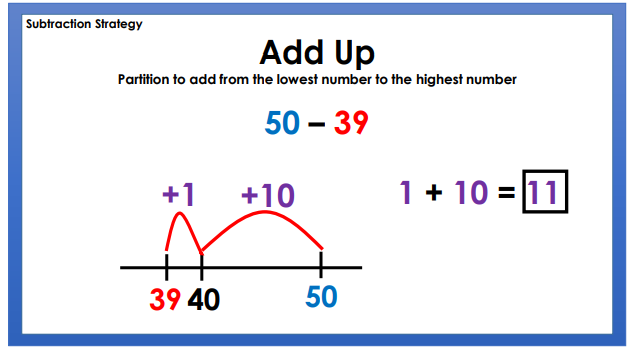 Subtraction Strategy
Add Up
Partition to add from the lowest number to the highest number
50 – 39
+1 +10
1 + 10 = 11
39 40 50